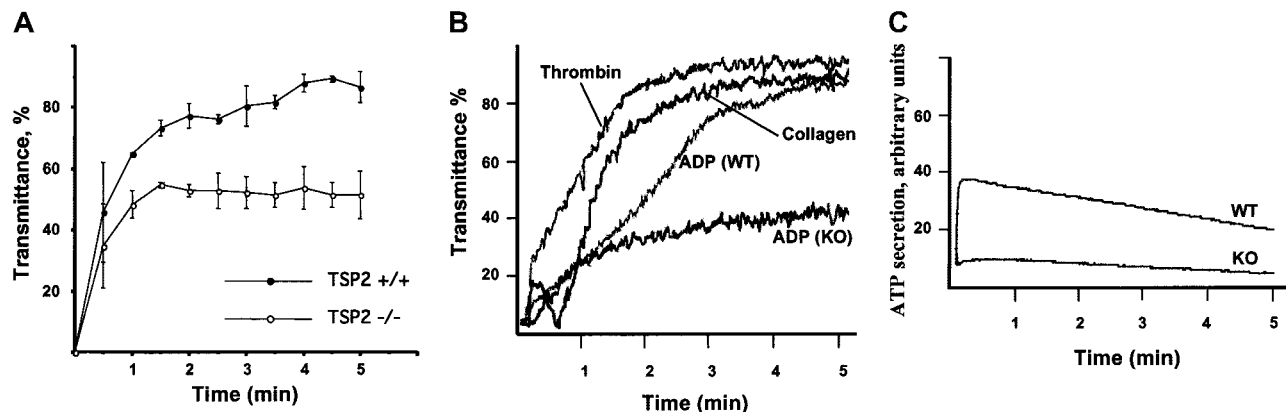 A
Transmittance, %
80
60
40
20
1 2 3 4 5
Time (min)
TSP2 +/+
TSP2 -/-
B
Transmittance %
80
60
40
20
1 2 3 4 5
Time (min)
Thrombin
Collagen
ADP (WT)
ADP (KO)
C
ATP secretion, arbitrary units
80
60
40
20
1 2 3 4 5
Time (min)
WT
KO